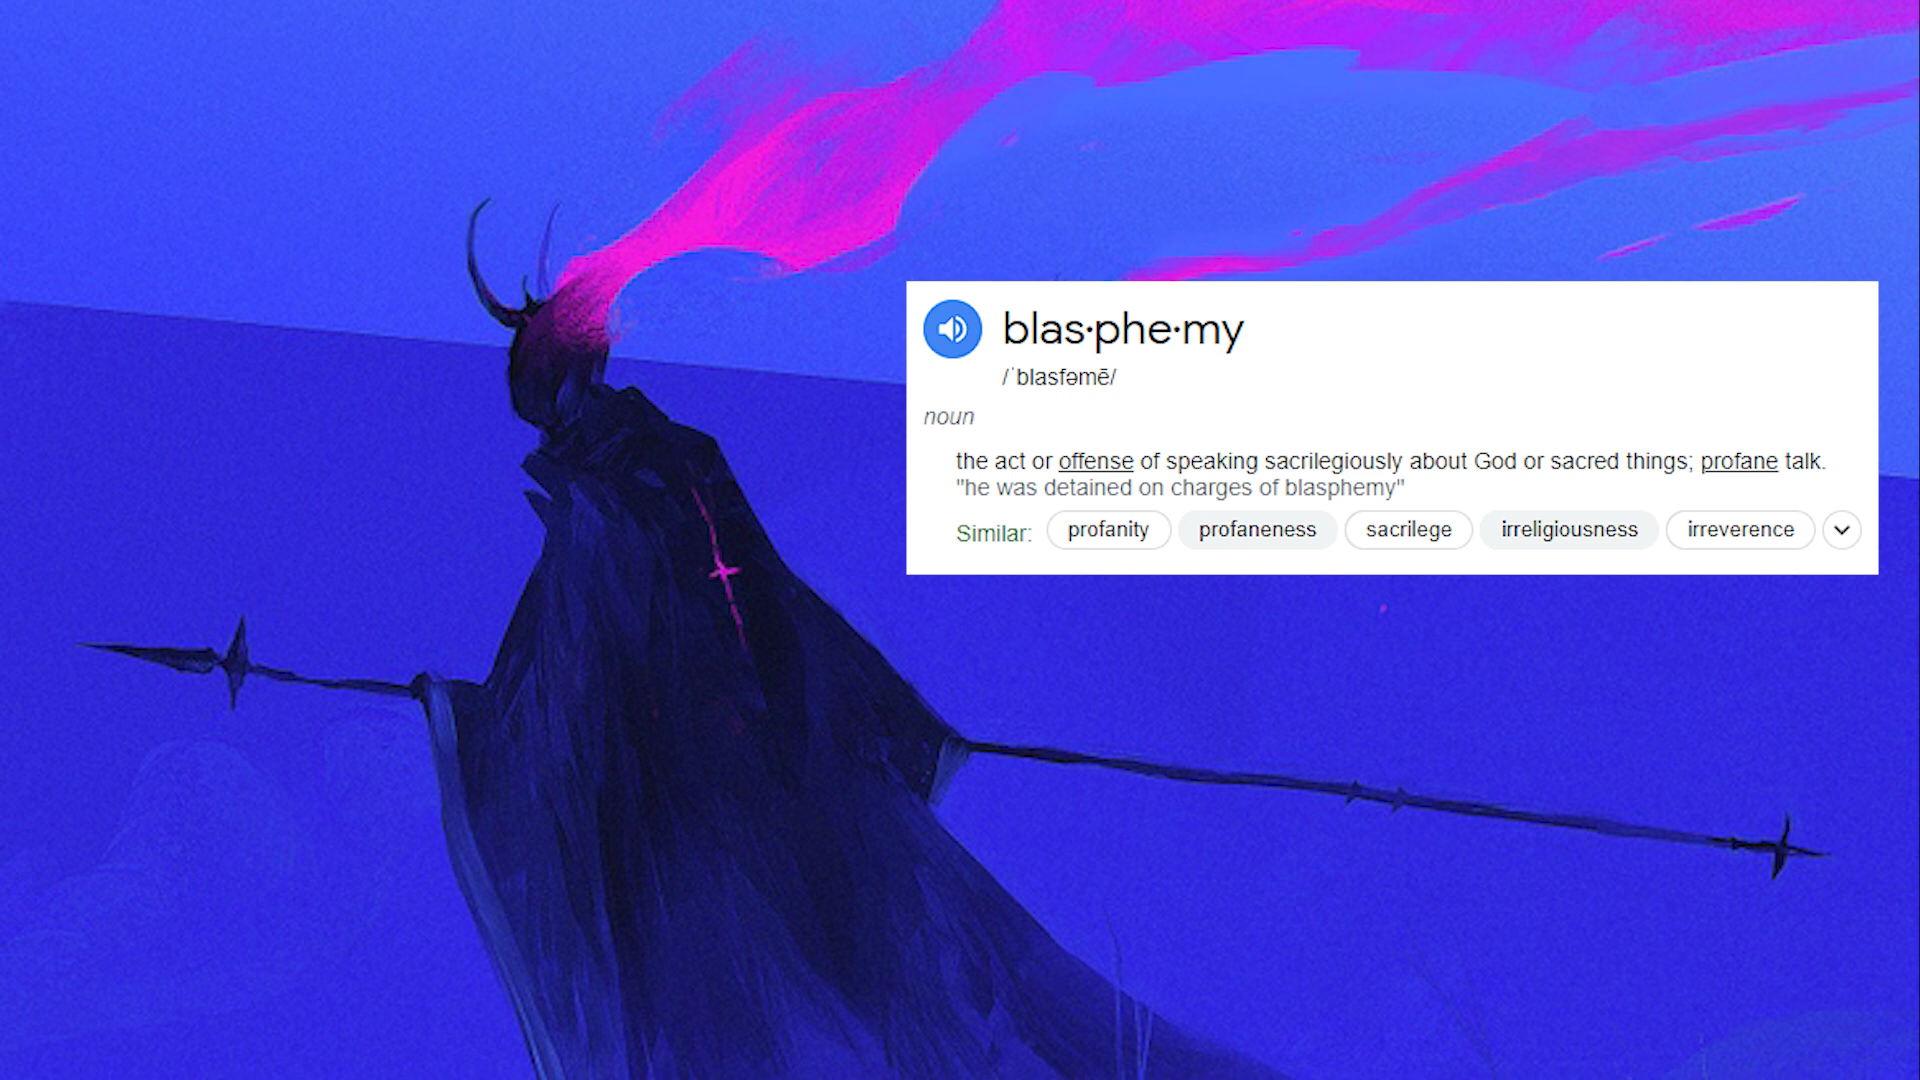 blas·phe·my
/ˈblasfəmē/
noun
the act or offense of speaking sacrilegiously about God or sacred things; profane talk.
"he was detained on charges of blasphemy"
Similar: profanity profaneness sacrilege irreligiousness irreverence